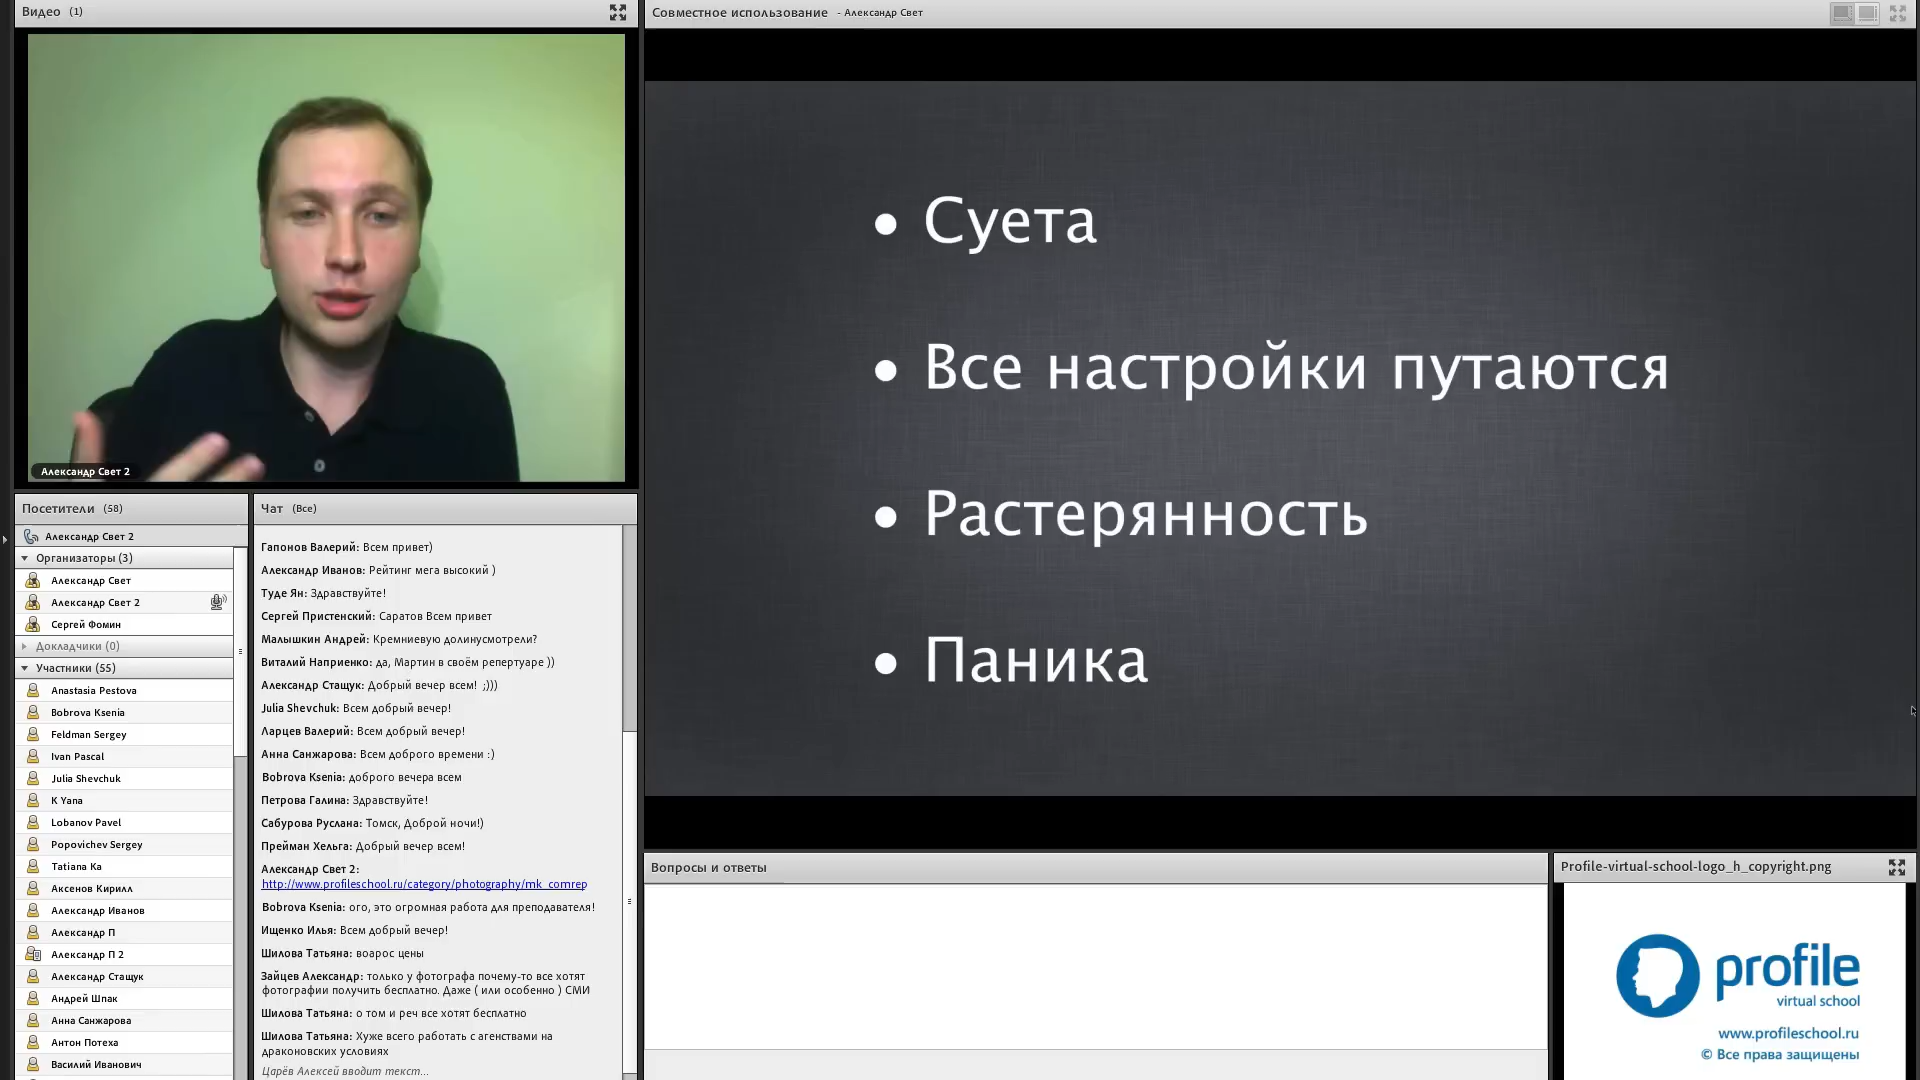 Видео (1)
Александр Свет 2
Посетители (58)
Александр Свет 2
Организаторы (3)
Александр Свет
Александр Свет 2
Сергей Фомин
Докладчики (0)
Участники (55)
Anastasia Pestova
Bobrova Ksenia
Feldman Sergey
Ivan Pascal
Julia Shevchuk
K Yana
Lobanov Pavel
Popovichev Sergey
Tatiana Ka
Аксенов Кирилл
Александр Иванов
Александр П
Александр П 2
Александр Стащук
Андрей Шпак
Анна Санжарова
Антон Потеха
Василий Иванович
Чат (Все)
Гапонов Валерий: Всем привет)
Александр Иванов: Рейтинг мега высокий )
Туде Ян: Здравствуйте!
Сергей Пристенский: Саратов Всем привет
Малышкин Андрей: Кремниевую долинусмотрели?
Виталий Наприенко: да, Мартин в своём репертуаре ))
Александр Стащук: Добрый вечер всем! ;)))
Julia Shevchuk: Всем добрый вечер!
Ларцев Валерий: Всем добрый вечер!
Анна Санжарова: Всем доброго времени :)
Bobrova Ksenia: доброго вечера всем
Петрова Галина: Здравствуйте!
Сабурова Руслана: Томск, Доброй ночи!)
Прейман Хельга: Добрый вечер всем!
Александр Свет 2:
http://www.profileschool.ru/category/photography/mk_comrep
Bobrova Ksenia: ого, это огромная работа для преподавателя!
Ищенко Илья: Всем добрый вечер!
Шилова Татьяна: воарос цены
Зайцев Александр: только у фотографа почему-то все хотят
фотографии получить бесплатно. Даже ( или особенно ) СМИ
Шилова Татьяна: о том и реч все хотят бесплатно
Шилова Татьяна: Хуже всего работать с агенствами на
драконовских условиях
Царёв Алексей вводит текст...
Совместное использование - Александр Свет
• Суета
• Все настройки путаются
• Растерянность
• Паника
Вопросы и ответы
Profile-virtual-school-logo_h_copyright.png
profile
virtual school
www.profileschool.ru
© Все права защищены